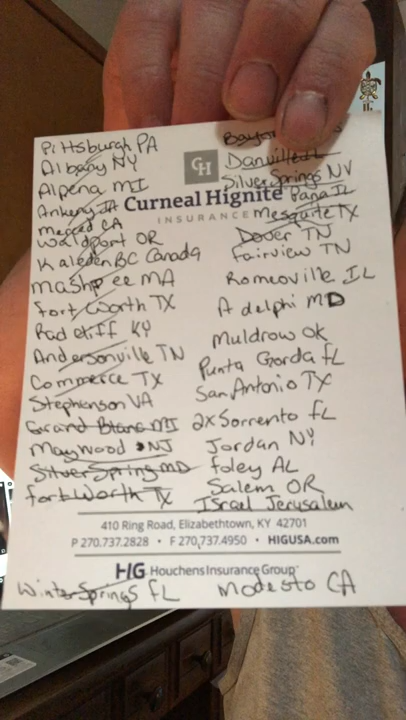 Pittsburgh PA
Albany NY
Alpena MI
Ankeny IA
Merced CA
Waldport OR
Kaleden BC Canada
Mashpee MA
Fort Worth TX
Radcliff KY
Andersonville TN
Commerce TX
Stephenson VA
Grand Blanc MI
Maywood NJ
Silver Spring MD
Fort Worth TX
Danville IL
Silver Springs NV
Pana IL
Mesquite TX
Dover TN
Fairview TN
Romeoville IL
Adelphi MD
Muldrow OK
Punta Gorda FL
San Antonio TX
2x Sorrento FL
Jordan NY
Foley AL
Salem OR
Israel Jerusalem
GH
Curneal Hignite
INSURANCE
410 Ring Road, Elizabethtown, KY 42701
P 270.737.2828 • F 270.737.4950 • HIGUSA.com
HIG Houchens Insurance Group
Winter Springs FL
Modesto CA